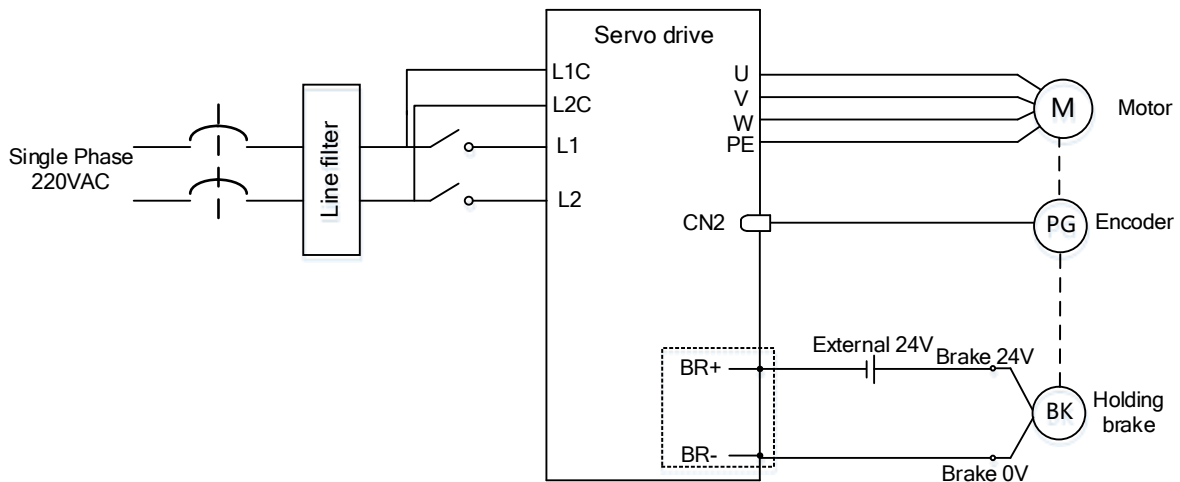 Servo drive
L1C
L2C
L1
L2
Single Phase
220VAC
Line filter
U
V
W
PE
M
Motor
CN2
PG
Encoder
External 24V
Brake 24V
BR+
BK
Holding
brake
BR-
Brake 0V